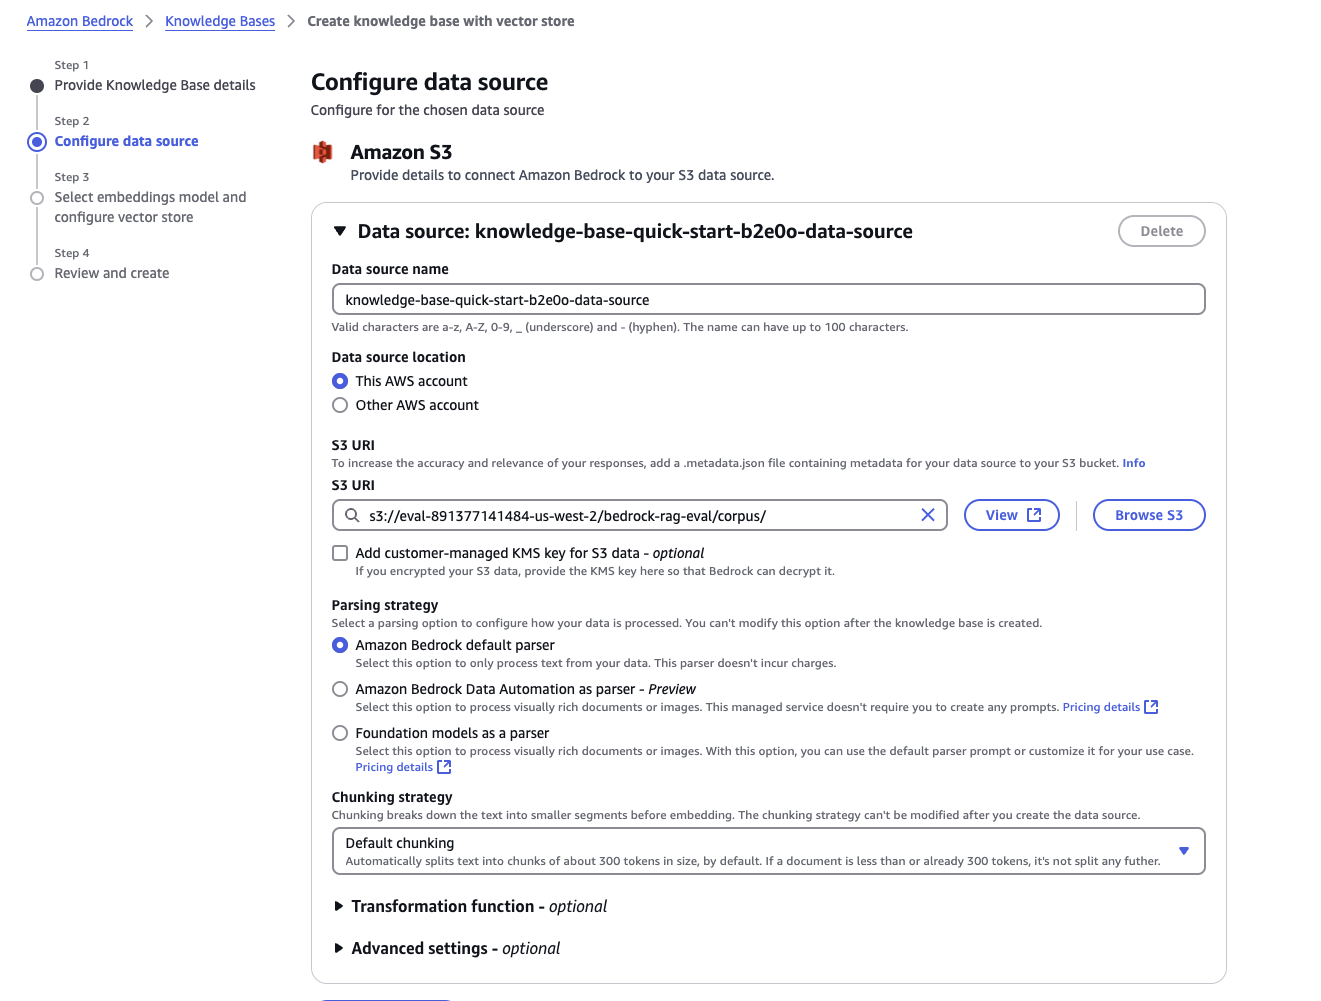 Amazon Bedrock > Knowledge Bases > Create knowledge base with vector store
Step 1
Provide Knowledge Base details
Step 2
Configure data source
Step 3
Select embeddings model and
configure vector store
Step 4
Review and create
Configure data source
Configure for the chosen data source
Amazon S3
Provide details to connect Amazon Bedrock to your S3 data source.
Data source: knowledge-base-quick-start-b2e0o-data-source
Delete
Data source name
knowledge-base-quick-start-b2e0o-data-source
Valid characters are a-z, A-Z, 0-9, _ (underscore) and - (hyphen). The name can have up to 100 characters.
Data source location
This AWS account
Other AWS account
S3 URI
To increase the accuracy and relevance of your responses, add a .metadata.json file containing metadata for your data source to your S3 bucket. Info
S3 URI
s3://eval-891377141484-us-west-2/bedrock-rag-eval/corpus/
View
Browse S3
Add customer-managed KMS key for S3 data - optional
If you encrypted your S3 data, provide the KMS key here so that Bedrock can decrypt it.
Parsing strategy
Select a parsing option to configure how your data is processed. You can't modify this option after the knowledge base is created.
Amazon Bedrock default parser
Select this option to only process text from your data. This parser doesn't incur charges.
Amazon Bedrock Data Automation as parser - Preview
Select this option to process visually rich documents or images. This managed service doesn't require you to create any prompts. Pricing details
Foundation models as a parser
Select this option to process visually rich documents or images. With this option, you can use the default parser prompt or customize it for your use case.
Pricing details
Chunking strategy
Chunking breaks down the text into smaller segments before embedding. The chunking strategy can't be modified after you create the data source.
Default chunking
Automatically splits text into chunks of about 300 tokens in size, by default. If a document is less than or already 300 tokens, it's not split any futher.
Transformation function - optional
Advanced settings - optional